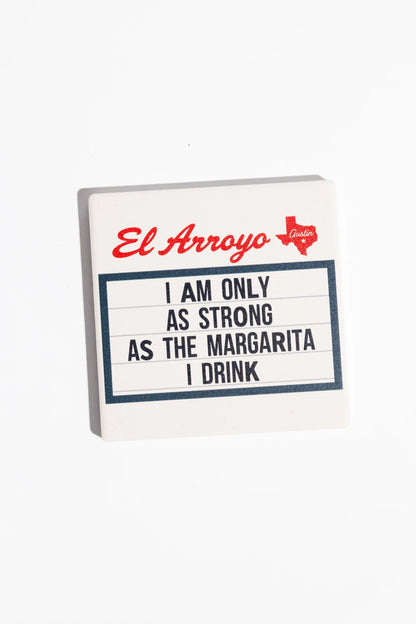 El Arroyo
Austin
I AM ONLY
AS STRONG
AS THE MARGARITA
I DRINK